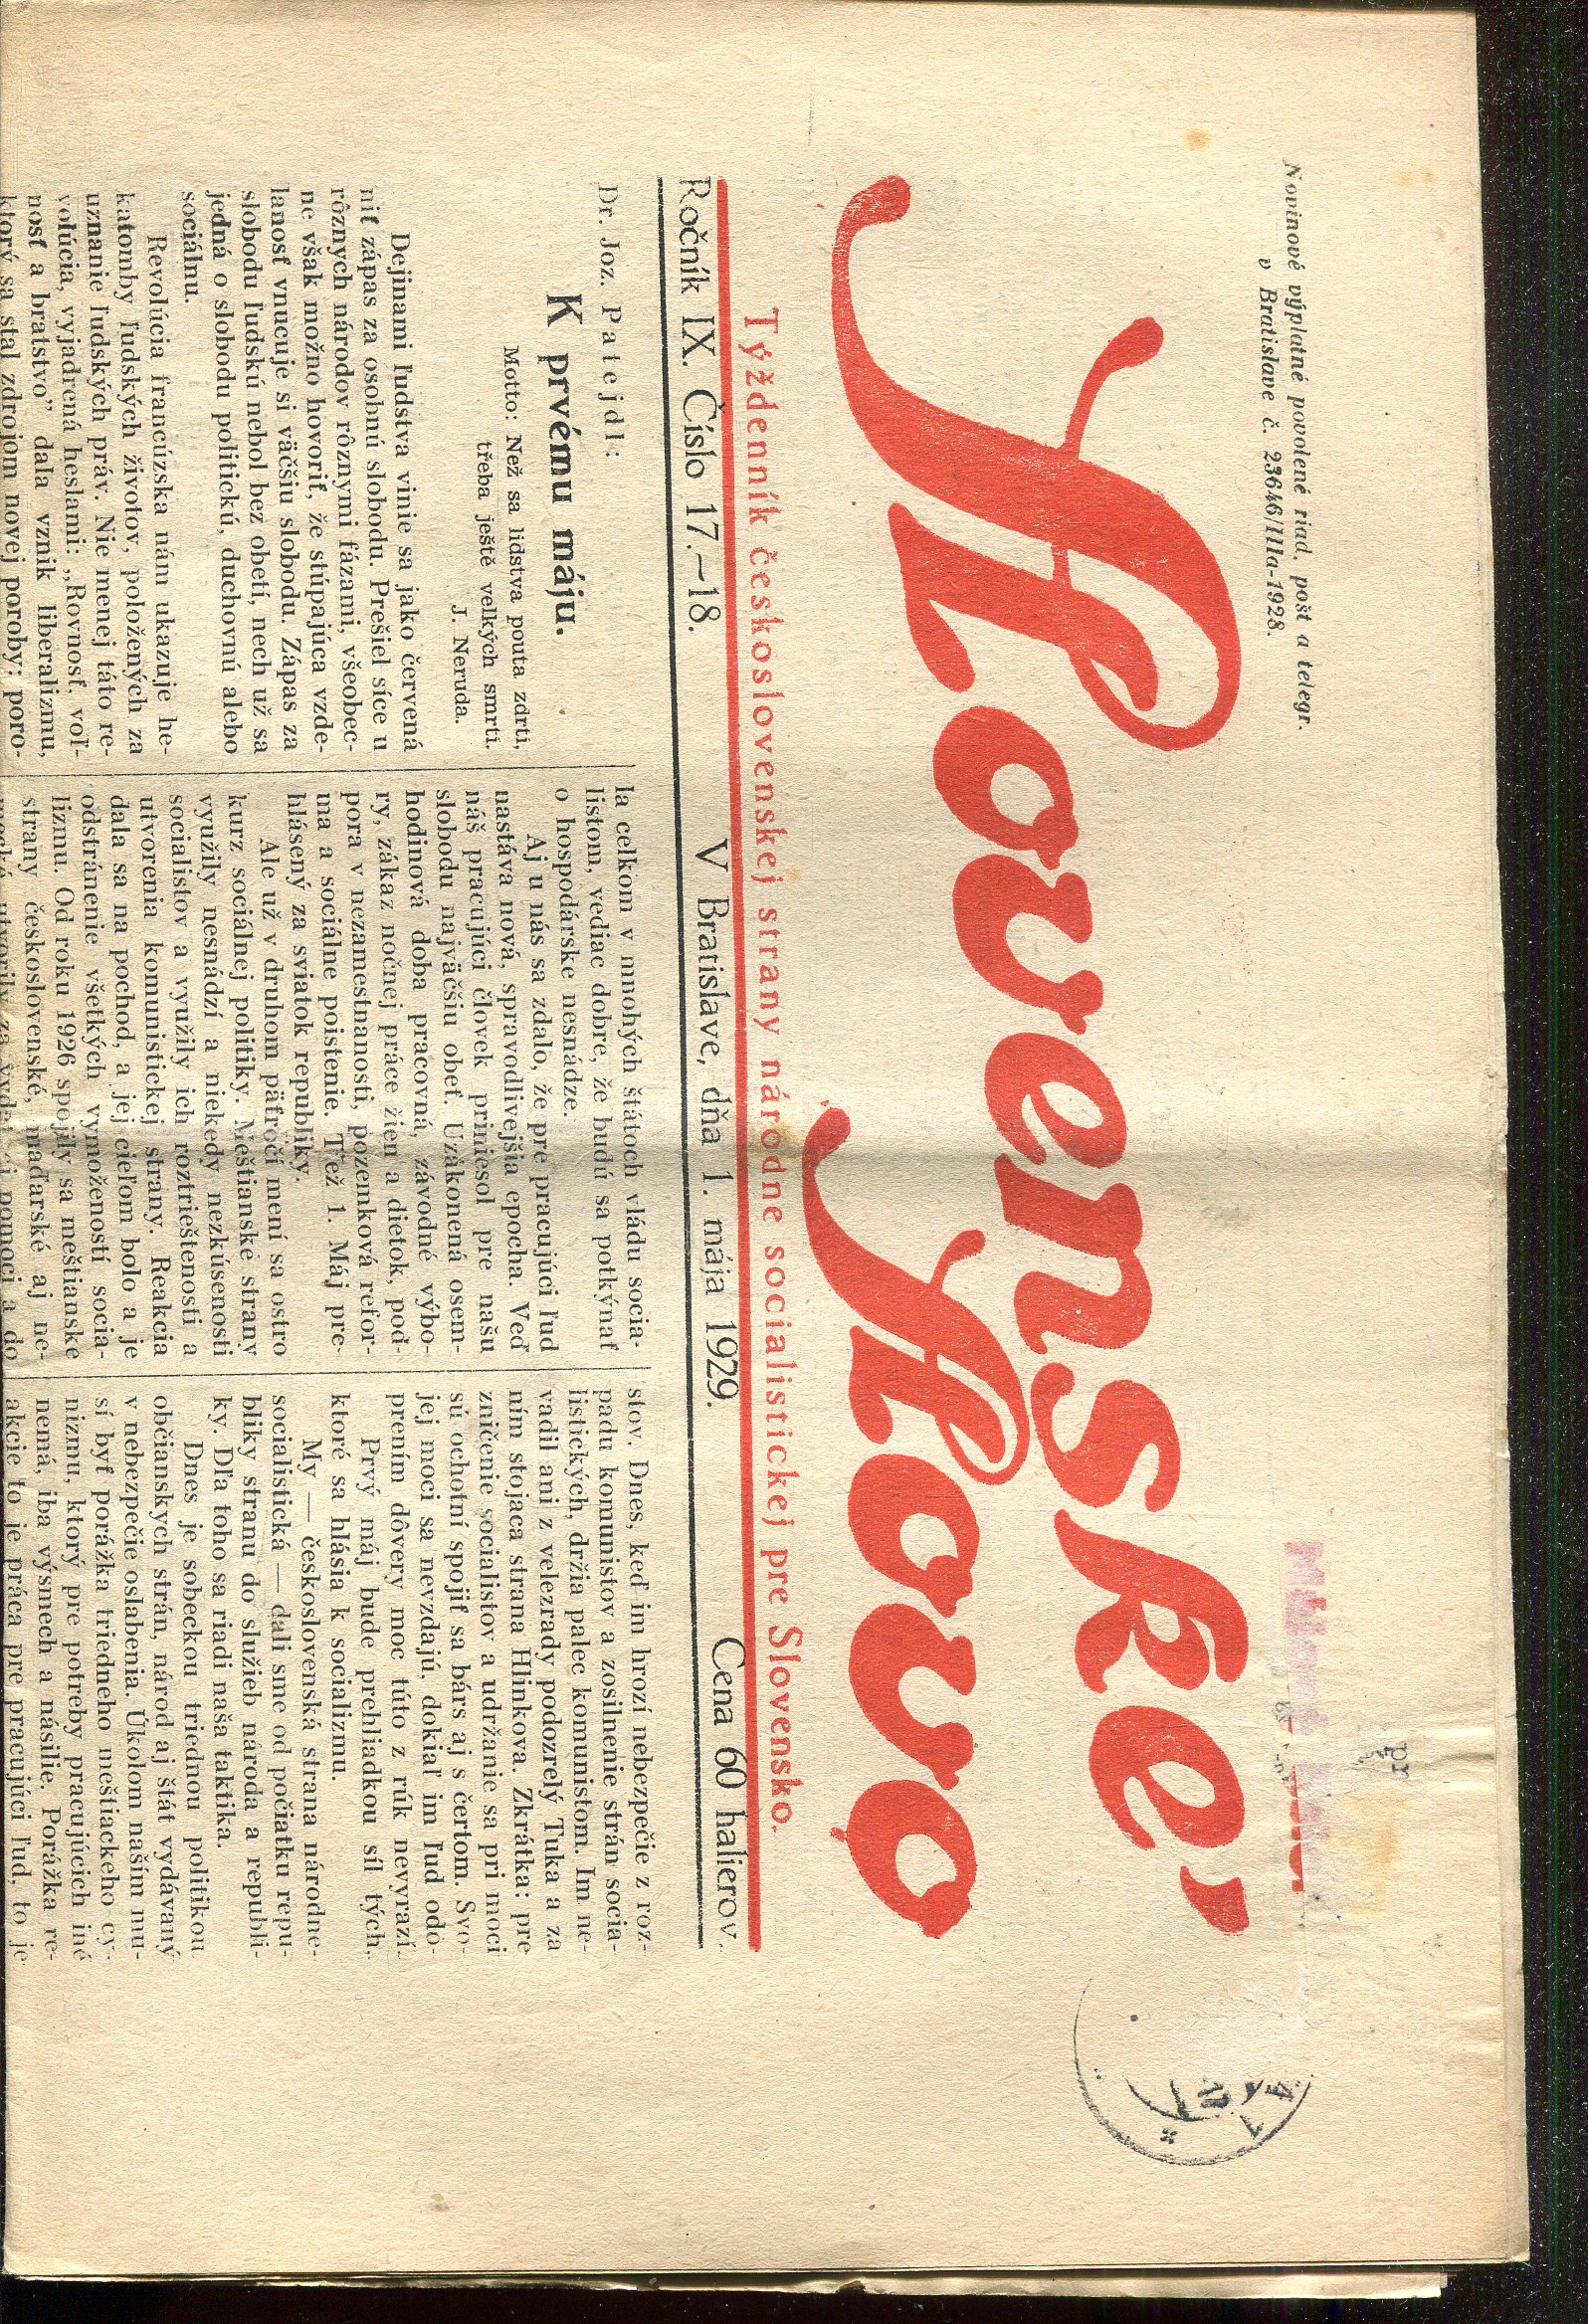 Novinové výplatné povolené riad. pošt a telegr.
v Bratislave č. 23646/IIIa-1928.
Slovenské
Slovo
Týždenník československej strany národne socialistickej pre Slovensko.
Ročník IX. Číslo 17.—18.
V Bratislave, dňa 1. mája 1929.
Cena 60 halierov.
Dr. Joz. Patejdl:
K prvému máju.
Motto: Než sa lidstva pouta zdrtí,
třeba ještě velkých smrtí.
J. Neruda.
Dejinami ľudstva vinie sa jako červená
niť zápas za osobnú slobodu. Prešiel síce u
rôznych národov rôznymi fázami, všeobec-
ne však možno hovoriť, že stúpajúca vzde-
lanosť vnucuje si väčšiu slobodu. Zápas za
slobodu ľudskú nebol bez obetí, nech už sa
jedná o slobodu politickú, duchovnú alebo
sociálnu.
Revolúcia francúzska nám ukazuje he-
katomby ľudských životov, položených za
uznanie ľudských práv. Nie menej táto re-
volúcia, vyjadrená heslami: „Rovnosť, voľ-
nosť a bratstvo” dala vznik liberalizmu,
ktorý sa stal zdrojom novej poroby; poro-
la celkom v mnohých štátoch vládu socia-
listom, vediac dobre, že budú sa potkýnať
o hospodárske nesnádze.
Aj u nás sa zdalo, že pre pracujúci ľud
nastáva nová, spravodlivejšia epocha. Veď
náš pracujúci človek priniesol pre našu
slobodu najväčšiu obeť. Uzákonená osem-
hodinová doba pracovná, závodné výbo-
ry, zákaz nočnej práce žien a dietok, pod-
pora v nezamestnanosti, pozemková refor-
ma a sociálne poistenie. Tiež 1. Máj pre-
hlásený za sviatok republiky.
Ale už v druhom päťročí mení sa ostro
kurz sociálnej politiky. Meštianské strany
využily nesnádzí a niekedy nezkúsenosti
socialistov a využily ich roztrieštenosti a
utvorenia komunistickej strany. Reakcia
dala sa na pochod, a jej cieľom bolo a je
odstránenie všetkých vymožeností socia-
lizmu. Od roku 1926 spojily sa meštianske
strany československé, maďarské aj ne-
mecké utvorily za pomoci a do
stov. Dnes, keď im hrozí nebezpečie z roz-
padu komunistov a zosilnenie strán socia-
listických, držia palec komunistom. Im ne-
vadil ani z velezrady podozrelý Tuka a za
ním stojaca strana Hlinkova. Zkrátka: pre
zničenie socialistov a udržanie sa pri moci
sú ochotní spojiť sa bárs aj s čertom. Svo-
jej moci sa nevzdajú, dokiaľ im ľud odo-
prením dôvery moc túto z rúk nevyrazí.
Prvý máj bude prehliadkou síl tých,
ktoré sa hlásia k socializmu.
My — československá strana národne-
socialistická — dali sme od počiatku repu-
bliky stranu do služieb národa a republi-
ky. Dľa toho sa riadi naša taktika.
Dnes je sobeckou triednou politikou
občianskych strán, národ aj štát vydávaný
v nebezpečie oslabenia. Úkolom naším mu-
sí byť porážka triedneho meštiackeho cy-
nizmu, ktorý pre potreby pracujúcich iné
nemá, iba výsmech a násilie. Porážka re-
akcie to je práca pre pracujúci ľud, to je